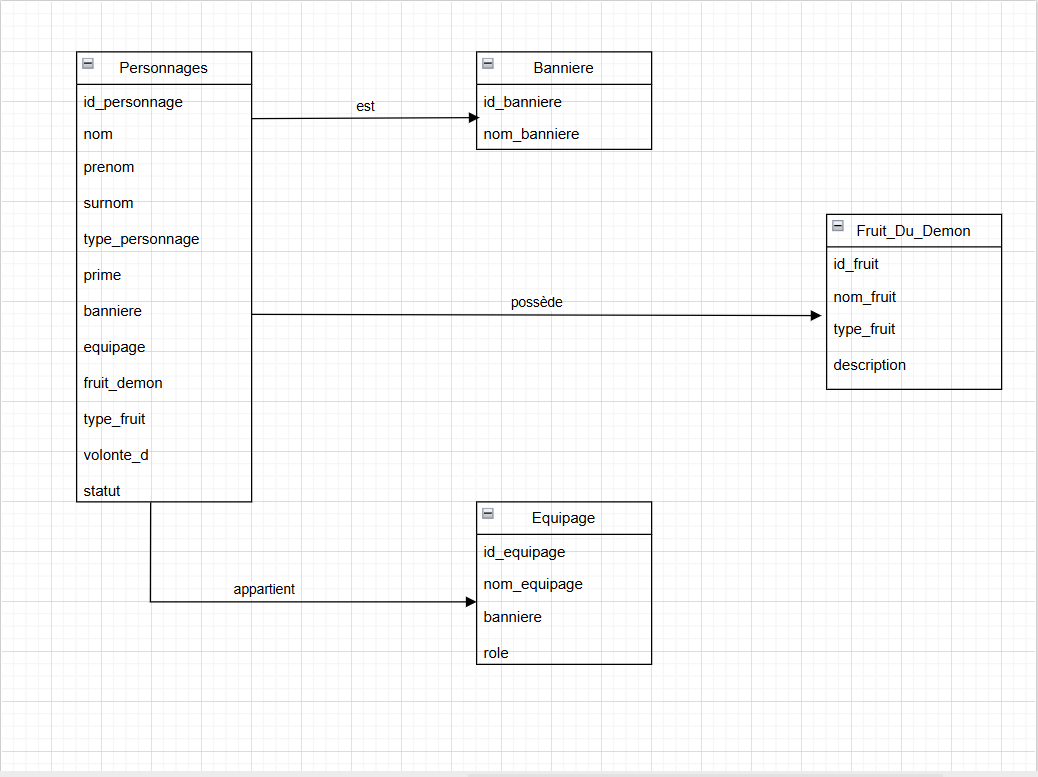 Personnages
id_personnage
nom
prenom
surnom
type_personnage
prime
banniere
equipage
fruit_demon
type_fruit
volonte_d
statut
est
Banniere
id_banniere
nom_banniere
possède
Fruit_Du_Demon
id_fruit
nom_fruit
type_fruit
description
appartient
Equipage
id_equipage
nom_equipage
banniere
role